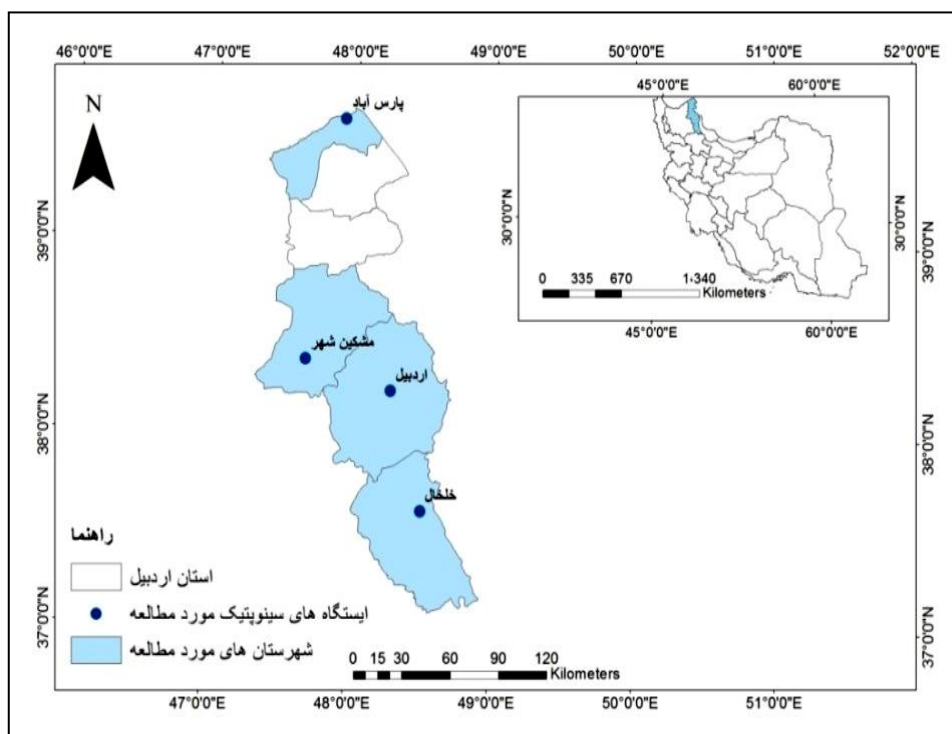 46°0'0"E 47°0'0"E 48°0'0"E 49°0'0"E 50°0'0"E 51°0'0"E 52°0'0"E
45°0'0"E 60°0'0"E
N
پارس آباد
39°0'0"N
30°0'0"N
30°0'0"N
39°0'0"N
0 335 670 1،340
Kilometers
45°0'0"E 60°0'0"E
مشکین شهر
اردبیل
38°0'0"N
38°0'0"N
خلخال
راهنما
استان اردبیل
ایستگاه های سینوپتیک مورد مطالعه
شهرستان های مورد مطالعه
37°0'0"N
37°0'0"N
0 15 30 60 90 120
Kilometers
47°0'0"E 48°0'0"E 49°0'0"E 50°0'0"E 51°0'0"E